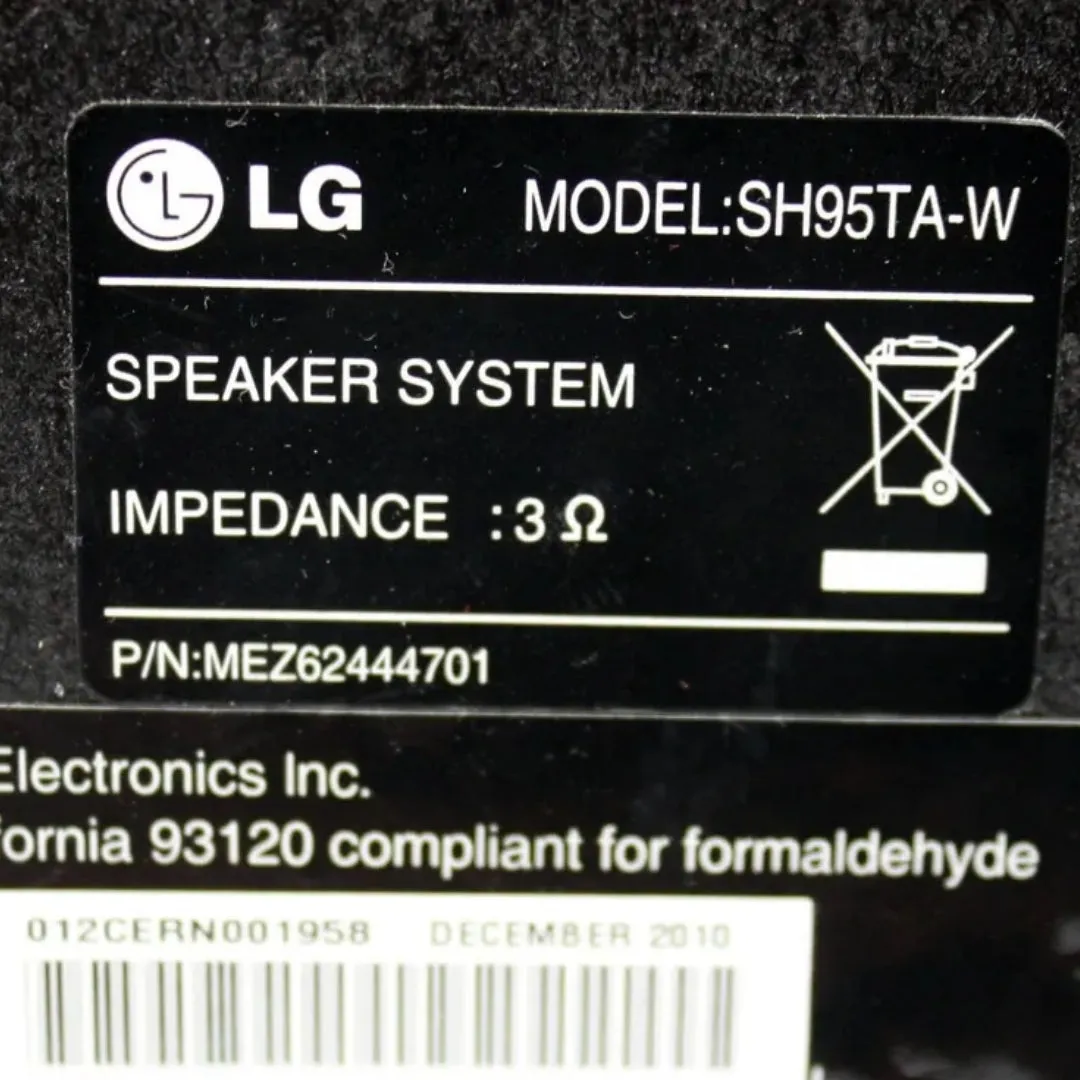 LG MODEL:SH95TA-W
SPEAKER SYSTEM
IMPEDANCE :3 Ω
P/N:MEZ62444701
Electronics Inc.
fornia 93120 compliant for formaldehyde
012CERN001958 DECEMBER 2010